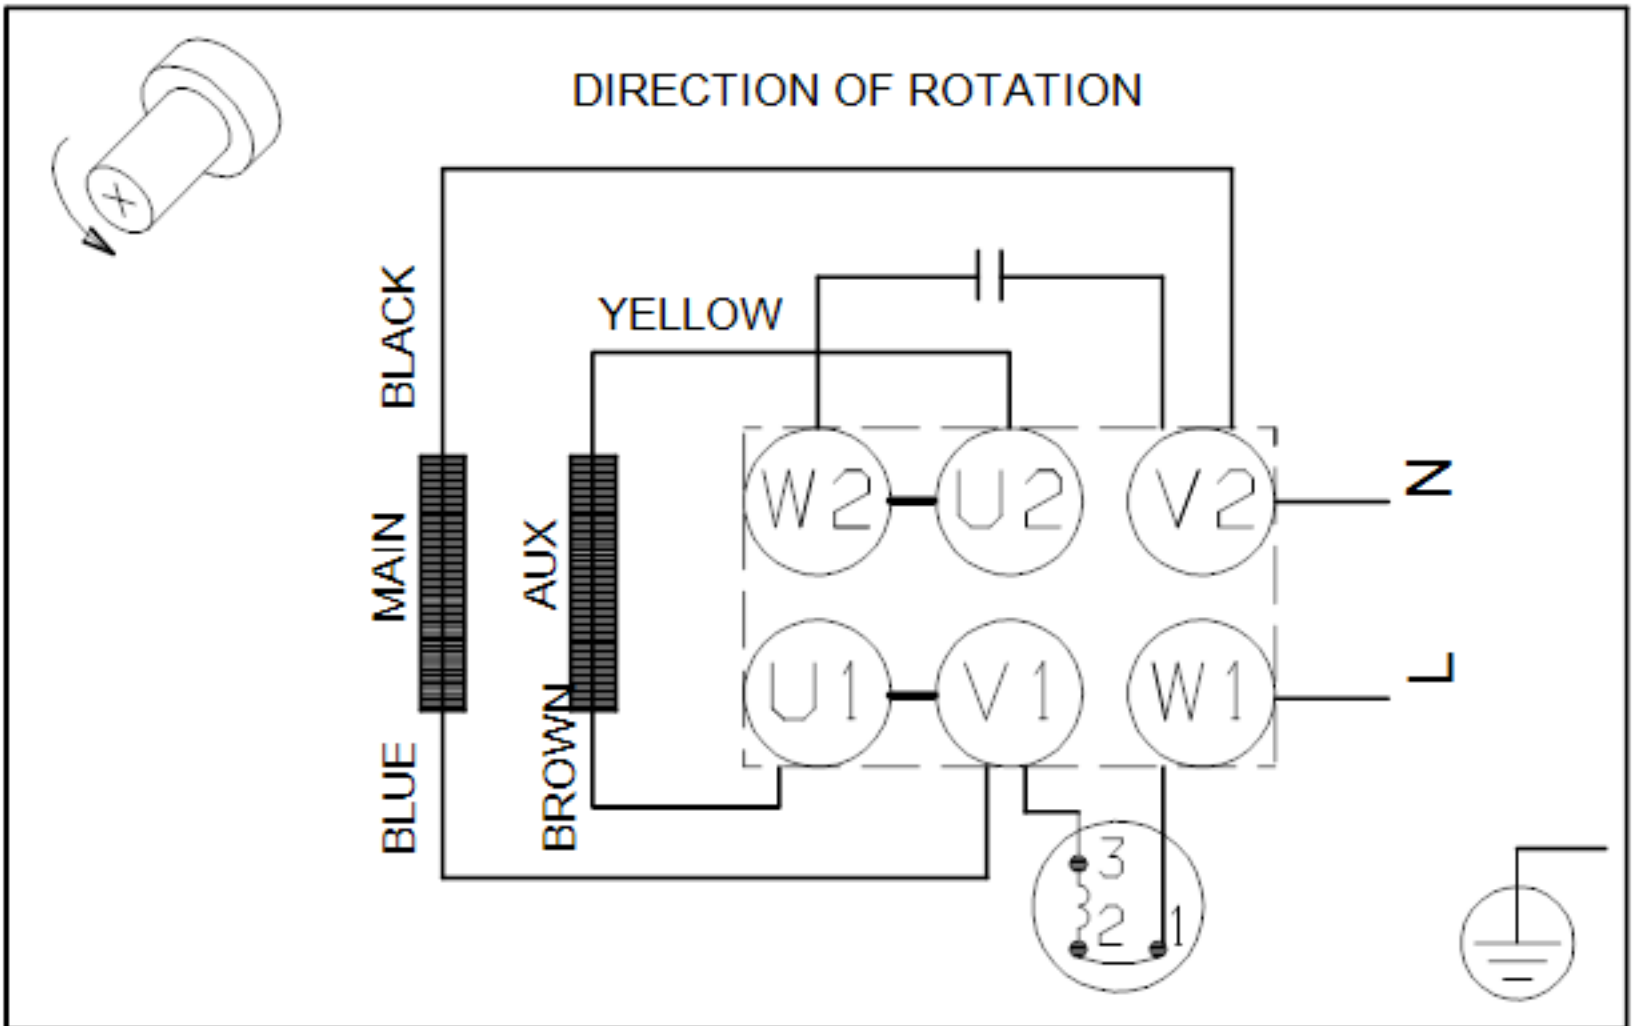 DIRECTION OF ROTATION
BLACK
YELLOW
MAIN
AUX
W2
U2
V2
N
U1
V1
W1
L
BLUE
BROWN
3
2
1